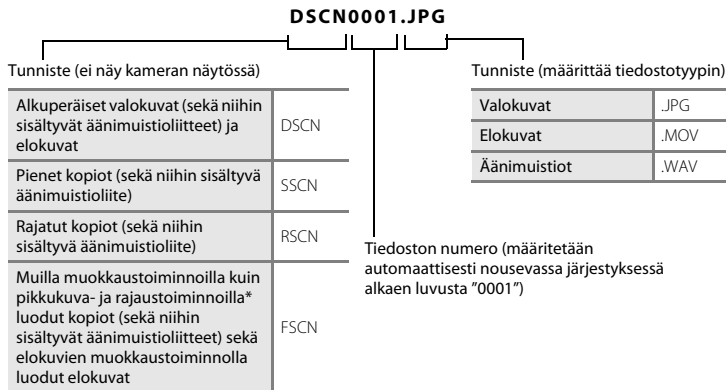 DSCN0001.JPG
Tunniste (ei näy kameran näytössä)
Alkuperäiset valokuvat (sekä niihin
sisältyvät äänimuistioliitteet) ja
elokuvat
DSCN
Pienet kopiot (sekä niihin sisältyvä
äänimuistioliite)
SSCN
Rajatut kopiot (sekä niihin
sisältyvä äänimuistioliite)
RSCN
Muilla muokkaustoiminnoilla kuin
pikkukuva- ja rajaustoiminnoilla*
luodut kopiot (sekä niihin
sisältyvät äänimuistioliitteet) sekä
elokuvien muokkaustoiminnolla
luodut elokuvat
FSCN
Tiedoston numero (määritetään
automaattisesti nousevassa järjestyksessä
alkaen luvusta "0001")
Tunniste (määrittää tiedostotyypin)
Valokuvat .JPG
Elokuvat .MOV
Äänimuistiot .WAV